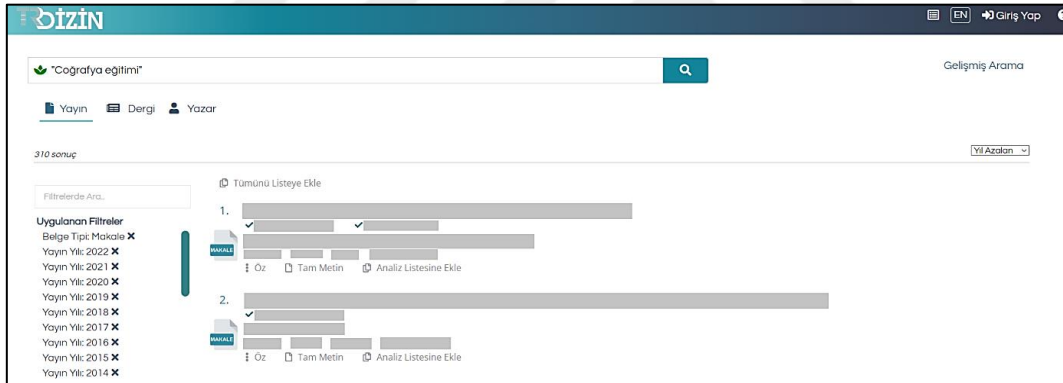 TRDİZİN
EN Giriş Yap
"Coğrafya eğitimi"
Gelişmiş Arama
Yayın Dergi Yazar
310 sonuç
Yıl Azalan
Tümünü Listeye Ekle
Filtrelerde Ara..
1.
Uygulanan Filtreler
Belge Tipi: Makale X
Yayın Yılı: 2022 X
MAKALE
Yayın Yılı: 2021 X
Öz Tam Metin Analiz Listesine Ekle
Yayın Yılı: 2020 X
Yayın Yılı: 2019 X
2.
Yayın Yılı: 2018 X
Yayın Yılı: 2017 X
Yayın Yılı: 2016 X
MAKALE
Yayın Yılı: 2015 X
Öz Tam Metin Analiz Listesine Ekle
Yayın Yılı: 2014 X